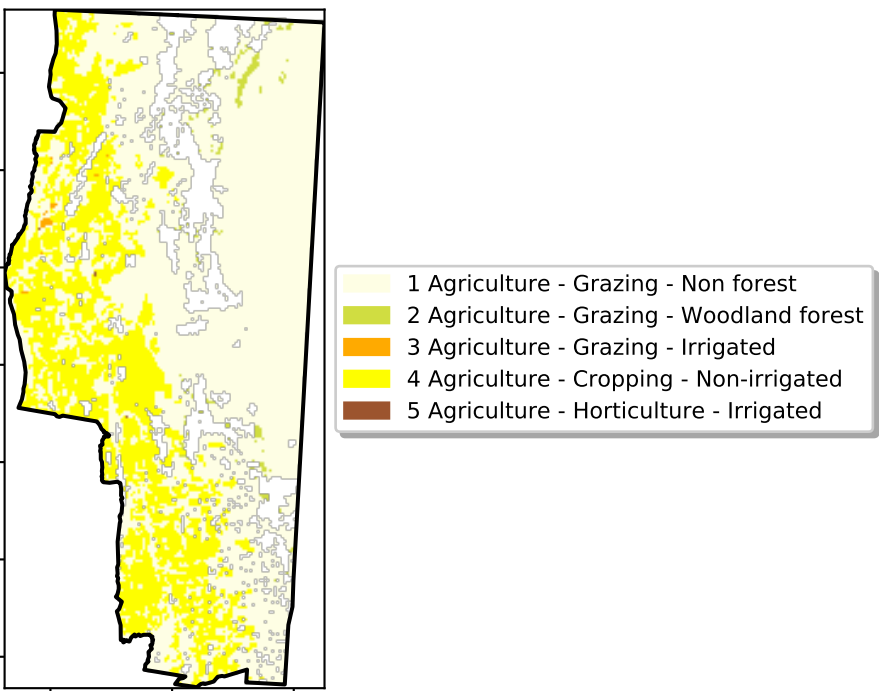 1 Agriculture - Grazing - Non forest
2 Agriculture - Grazing - Woodland forest
3 Agriculture - Grazing - Irrigated
4 Agriculture - Cropping - Non-irrigated
5 Agriculture - Horticulture - Irrigated